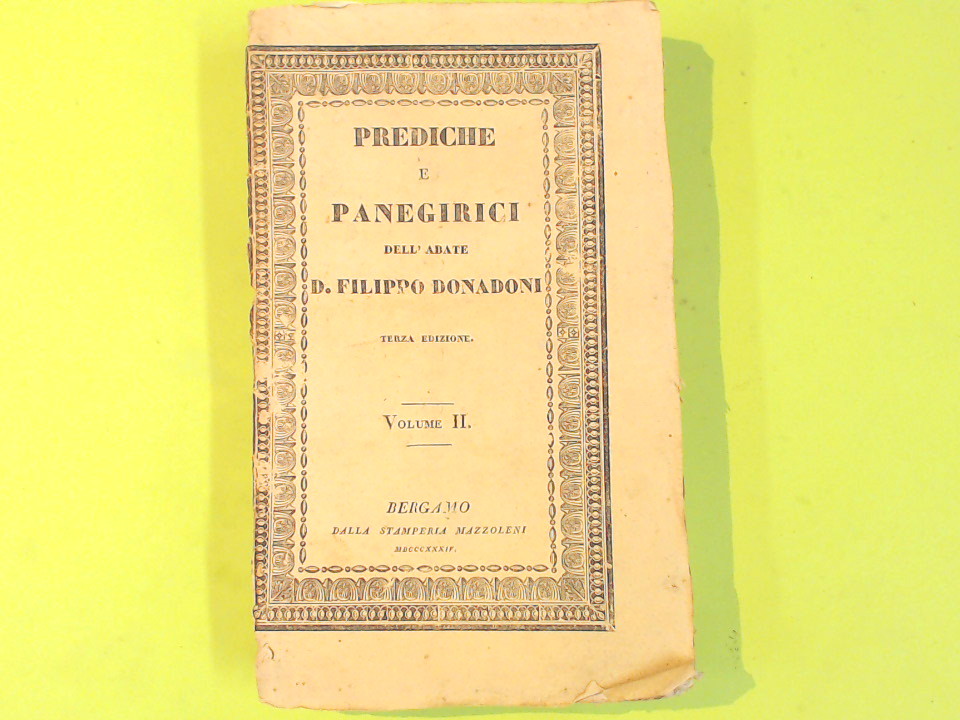 PREDICHE
E
PANEGIRICI
DELL' ABATE
D. FILIPPO DONADONI
TERZA EDIZIONE.
VOLUME II.
BERGAMO
DALLA STAMPERIA MAZZOLENI
MDCCCXXXIV.